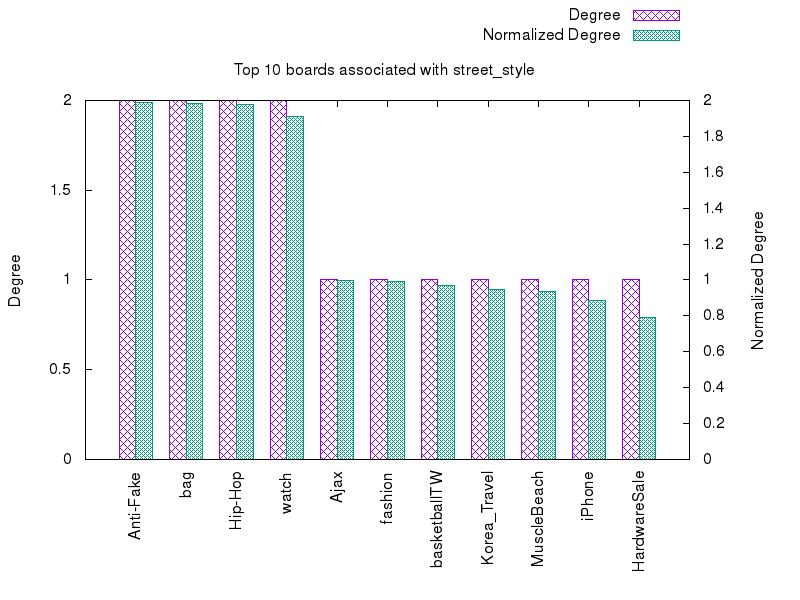 Degree
Normalized Degree
Top 10 boards associated with street_style
2
1.5
1
0.5
0
2
1.8
1.6
1.4
1.2
1
0.8
0.6
0.4
0.2
0
Degree
Normalized Degree
Anti-Fake
bag
Hip-Hop
watch
Ajax
fashion
basketballTW
Korea_Travel
MuscleBeach
iPhone
HardwareSale